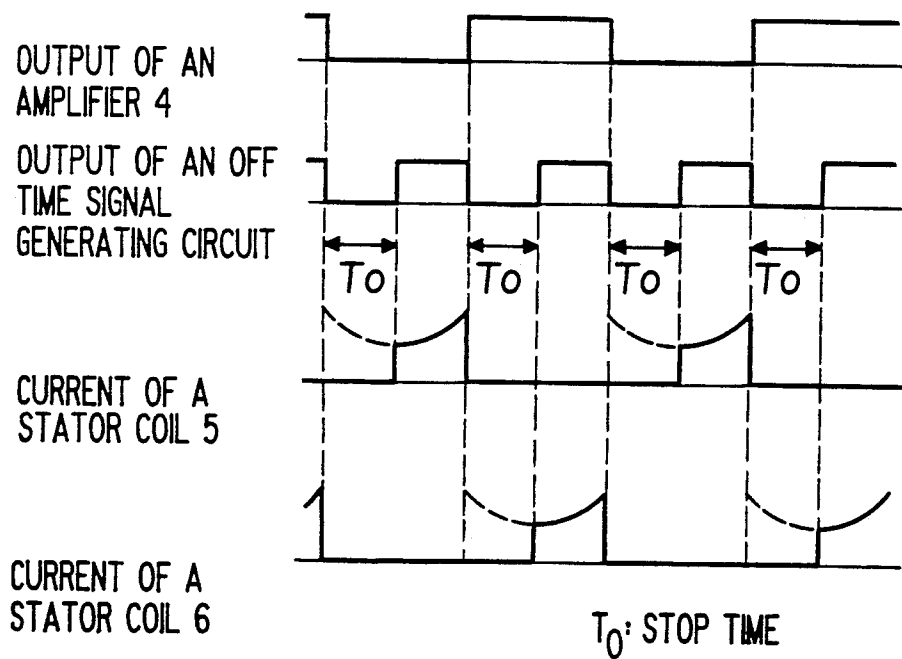 OUTPUT OF AN
AMPLIFIER 4
OUTPUT OF AN OFF
TIME SIGNAL
GENERATING CIRCUIT
To To To To
CURRENT OF A
STATOR COIL 5
CURRENT OF A
STATOR COIL 6
T0: STOP TIME